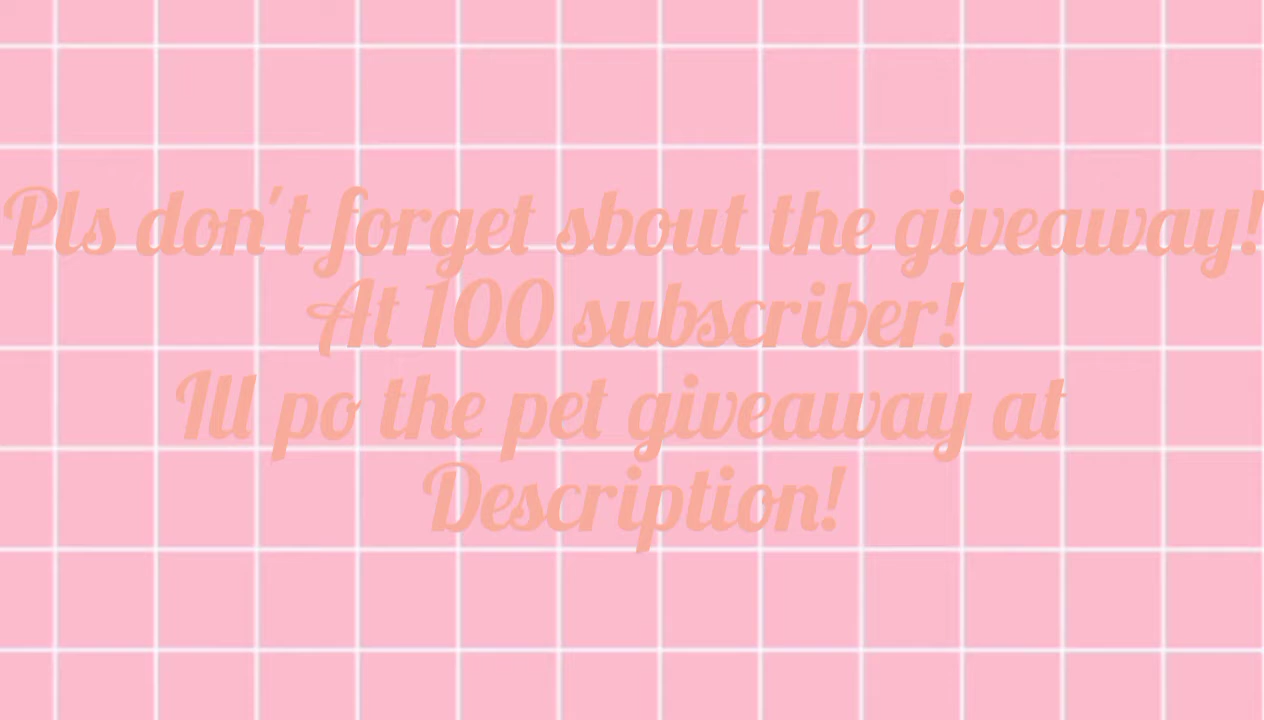 Pls don't forget sbout the giveaway!
At 100 subscriber!
Ill po the pet giveaway at
Description!